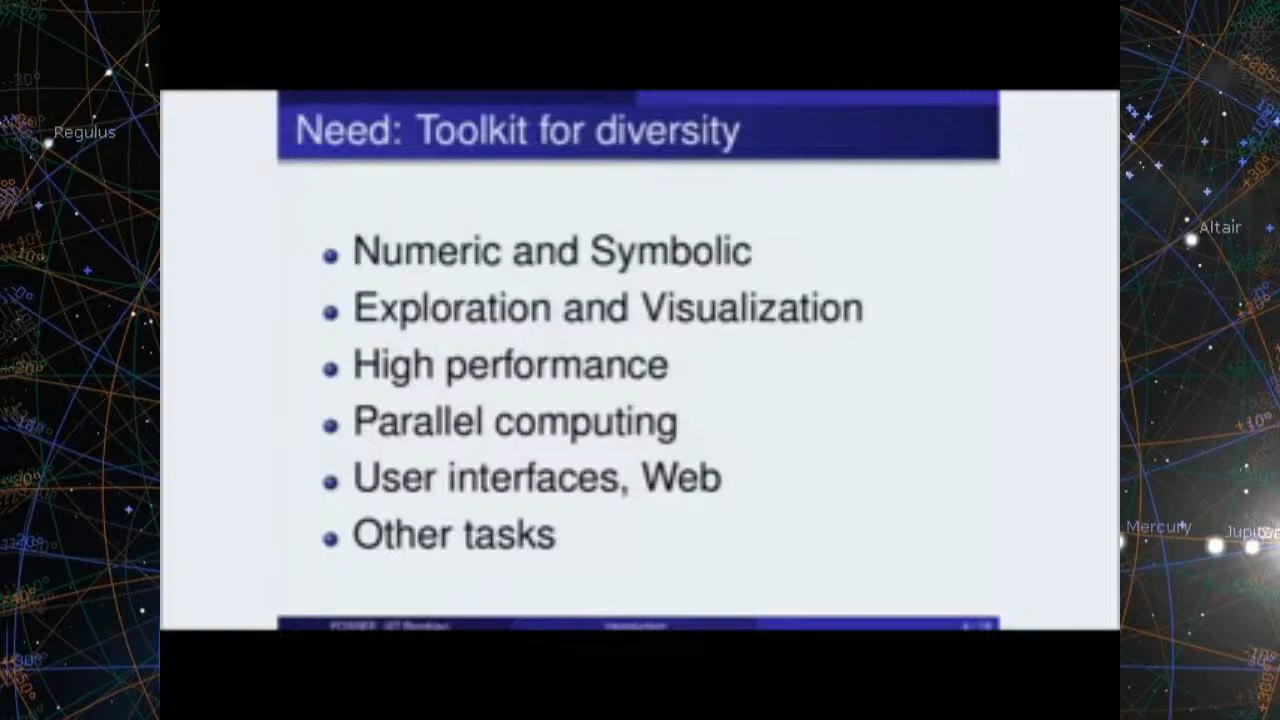 Need: Toolkit for diversity
Numeric and Symbolic
Exploration and Visualization
High performance
Parallel computing
User interfaces, Web
Other tasks
Regulus
Altair
Mercury